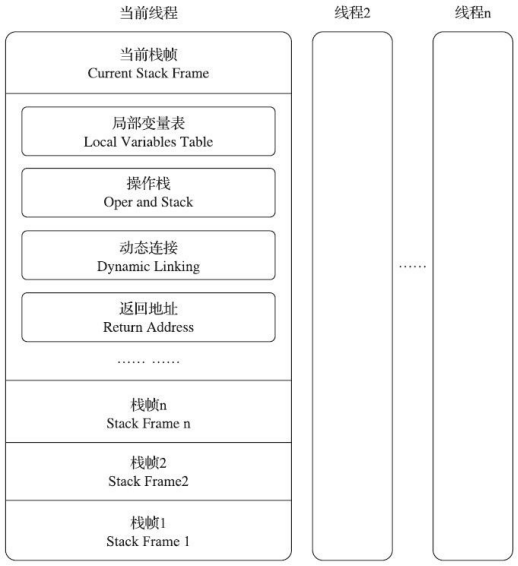 当前线程
线程2
线程n
当前栈帧
Current Stack Frame
局部变量表
Local Variables Table
操作栈
Oper and Stack
动态连接
Dynamic Linking
返回地址
Return Address
…… ……
……
栈帧n
Stack Frame n
栈帧2
Stack Frame2
栈帧1
Stack Frame 1